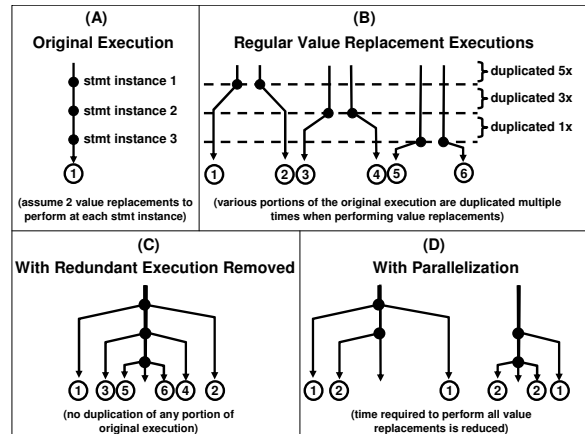 (A)
Original Execution
stmt instance 1
stmt instance 2
stmt instance 3
1
(assume 2 value replacements to
perform at each stmt instance)
(B)
Regular Value Replacement Executions
duplicated 5x
duplicated 3x
duplicated 1x
1 2 3 4 5 6
(various portions of the original execution are duplicated multiple
times when performing value replacements)
(C)
With Redundant Execution Removed
1 3 5 6 4 2
(no duplication of any portion of
original execution)
(D)
With Parallelization
1 2 1 2 2 1
(time required to perform all value
replacements is reduced)